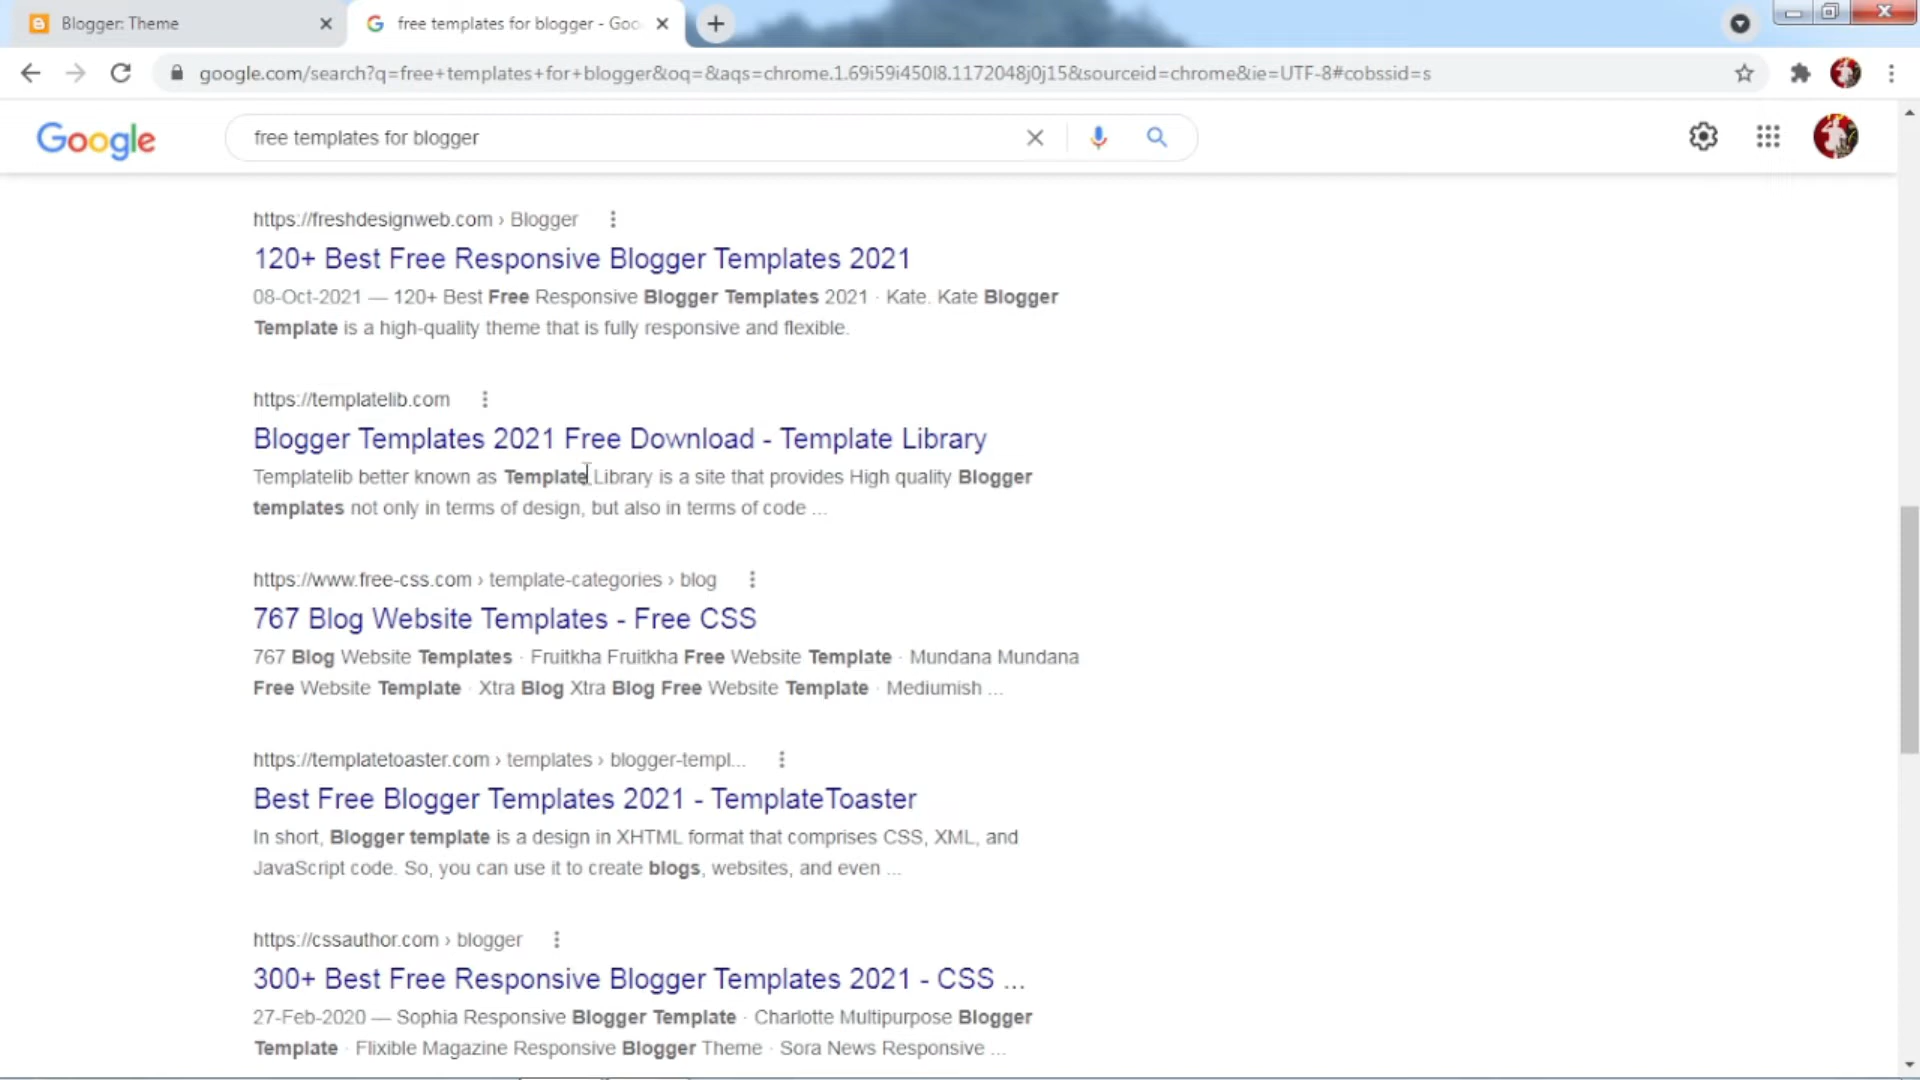 Blogger: Theme
free templates for blogger - Goo
google.com/search?q=free+templates+for+blogger&oq=&aqs=chrome.1.69i59i450l8.1172048j0j15&sourceid=chrome&ie=UTF-8#cobssid=s
Google
free templates for blogger
https://freshdesignweb.com › Blogger
120+ Best Free Responsive Blogger Templates 2021
08-Oct-2021 — 120+ Best Free Responsive Blogger Templates 2021 · Kate. Kate Blogger
Template is a high-quality theme that is fully responsive and flexible.
https://templatelib.com
Blogger Templates 2021 Free Download - Template Library
Templatelib better known as Template Library is a site that provides High quality Blogger
templates not only in terms of design, but also in terms of code ...
https://www.free-css.com › template-categories › blog
767 Blog Website Templates - Free CSS
767 Blog Website Templates · Fruitkha Fruitkha Free Website Template · Mundana Mundana
Free Website Template · Xtra Blog Xtra Blog Free Website Template · Mediumish ...
https://templatetoaster.com › templates › blogger-templ...
Best Free Blogger Templates 2021 - TemplateToaster
In short, Blogger template is a design in XHTML format that comprises CSS, XML, and
JavaScript code. So, you can use it to create blogs, websites, and even ...
https://cssauthor.com › blogger
300+ Best Free Responsive Blogger Templates 2021 - CSS ...
27-Feb-2020 — Sophia Responsive Blogger Template · Charlotte Multipurpose Blogger
Template · Flixible Magazine Responsive Blogger Theme · Sora News Responsive ...